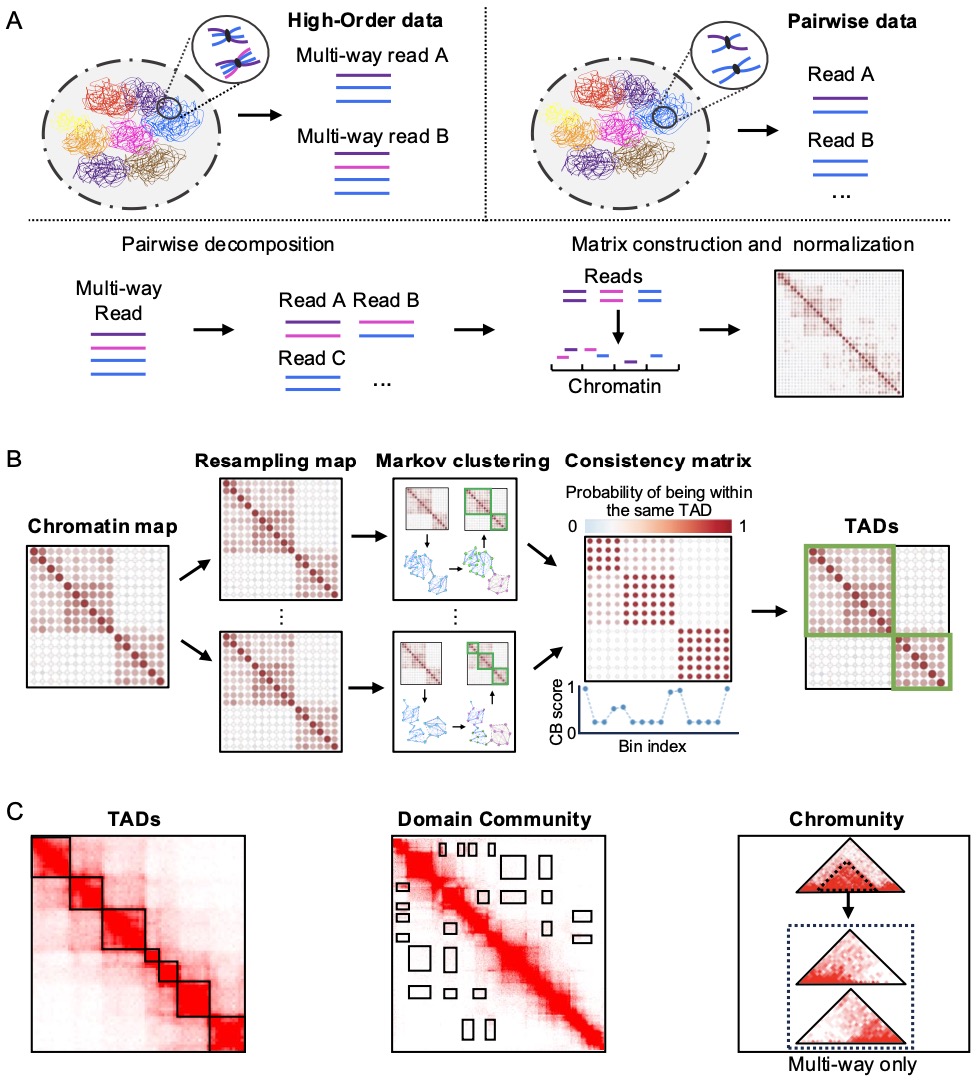 A
High-Order data
Multi-way read A
Multi-way read B
Pairwise data
Read A
Read B
...
Pairwise decomposition
Multi-way
Read
Read A Read B
Read C
...
Matrix construction and normalization
Reads
Chromatin
B
Chromatin map
Resampling map
Markov clustering
Consistency matrix
Probability of being within
the same TAD
0 1
1
0
CB score
Bin index
TADs
C
TADs
Domain Community
Chromunity
Multi-way only